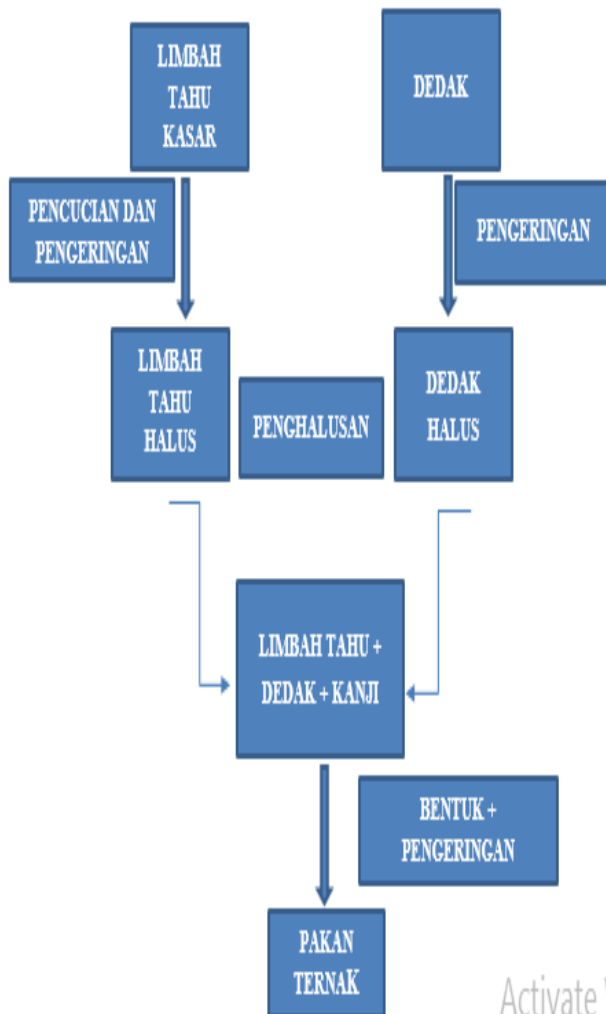 LIMBAH
TAHU
KASAR
DEDAK
PENCUCIAN DAN
PENGERINGAN
PENGERINGAN
LIMBAH
TAHU
HALUS
PENGHALUSAN
DEDAK
HALUS
LIMBAH TAHU +
DEDAK + KANJI
BENTUK +
PENGERINGAN
PAKAN
TERNAK
Activate